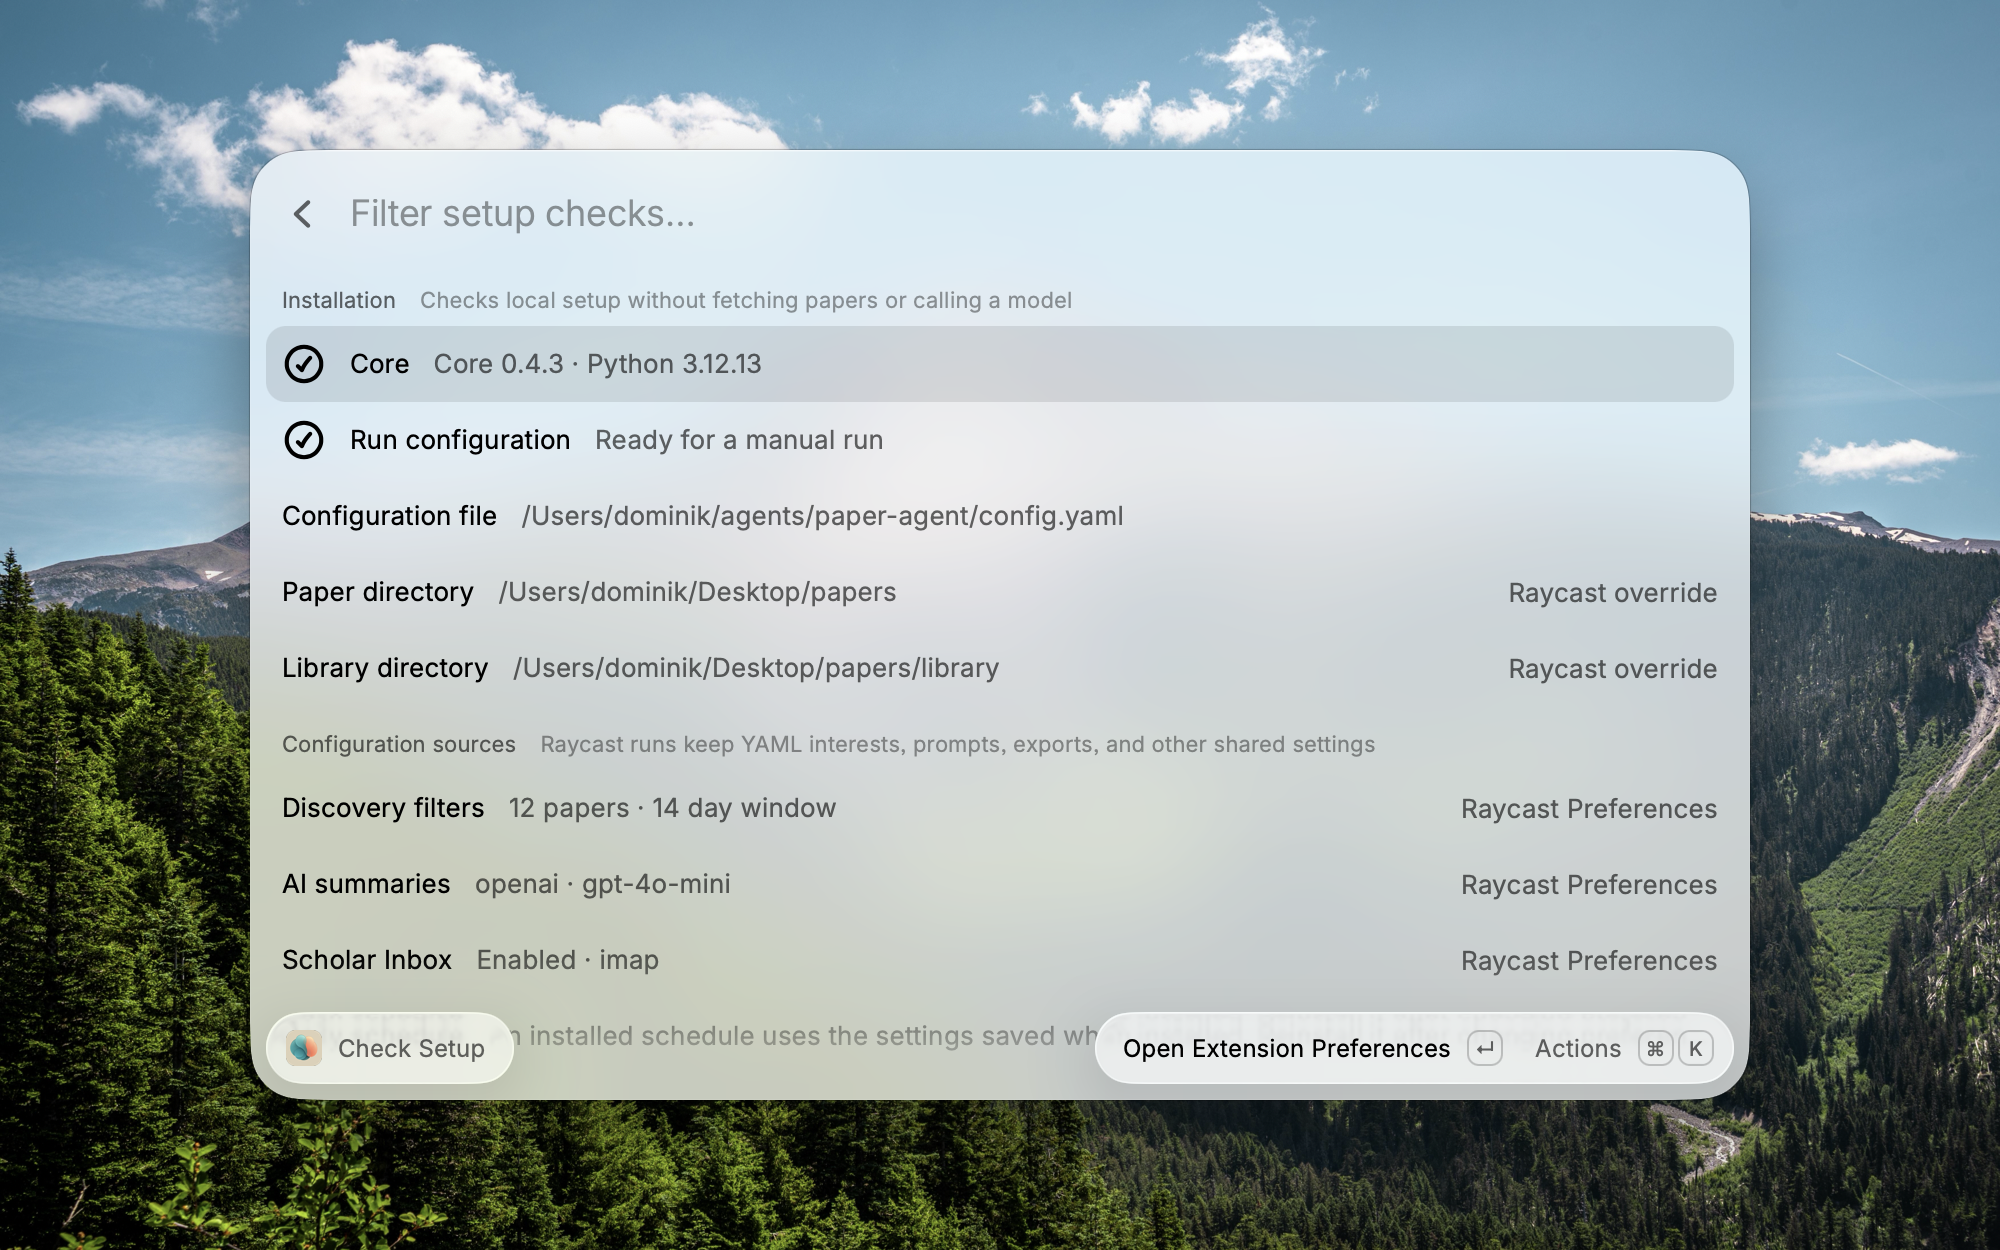 Filter setup checks...
Installation Checks local setup without fetching papers or calling a model
Core Core 0.4.3 · Python 3.12.13
Run configuration Ready for a manual run
Configuration file /Users/dominik/agents/paper-agent/config.yaml
Paper directory /Users/dominik/Desktop/papers Raycast override
Library directory /Users/dominik/Desktop/papers/library Raycast override
Configuration sources Raycast runs keep YAML interests, prompts, exports, and other shared settings
Discovery filters 12 papers · 14 day window Raycast Preferences
AI summaries openai · gpt-4o-mini Raycast Preferences
Scholar Inbox Enabled · imap Raycast Preferences
installed schedule uses the settings saved
Check Setup Open Extension Preferences ↵ Actions ⌘ K